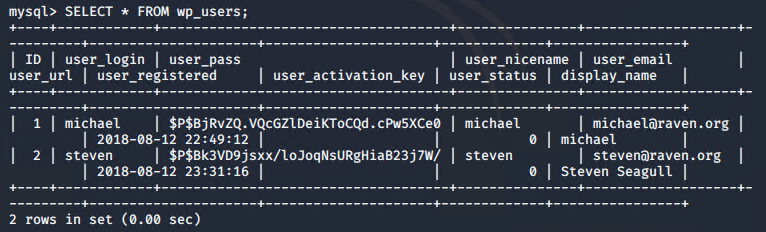 mysql> SELECT * FROM wp_users;
+----+------------+------------------------------------+---------------+-------------------+-
---------+---------------------+---------------------+-------------+---------------+
| ID | user_login | user_pass                          | user_nicename | user_email        |
user_url | user_registered     | user_activation_key | user_status | display_name  |
+----+------------+------------------------------------+---------------+-------------------+-
---------+---------------------+---------------------+-------------+---------------+
|  1 | michael    | $P$BjRvZQ.VQcGZlDeiKToCQd.cPw5XCe0 | michael       | michael@raven.org |
         | 2018-08-12 22:49:12 |                     |           0 | michael       |
|  2 | steven     | $P$Bk3VD9jsxx/loJoqNsURgHiaB23j7W/ | steven        | steven@raven.org  |
         | 2018-08-12 23:31:16 |                     |           0 | Steven Seagull |
+----+------------+------------------------------------+---------------+-------------------+-
---------+---------------------+---------------------+-------------+---------------+
2 rows in set (0.00 sec)